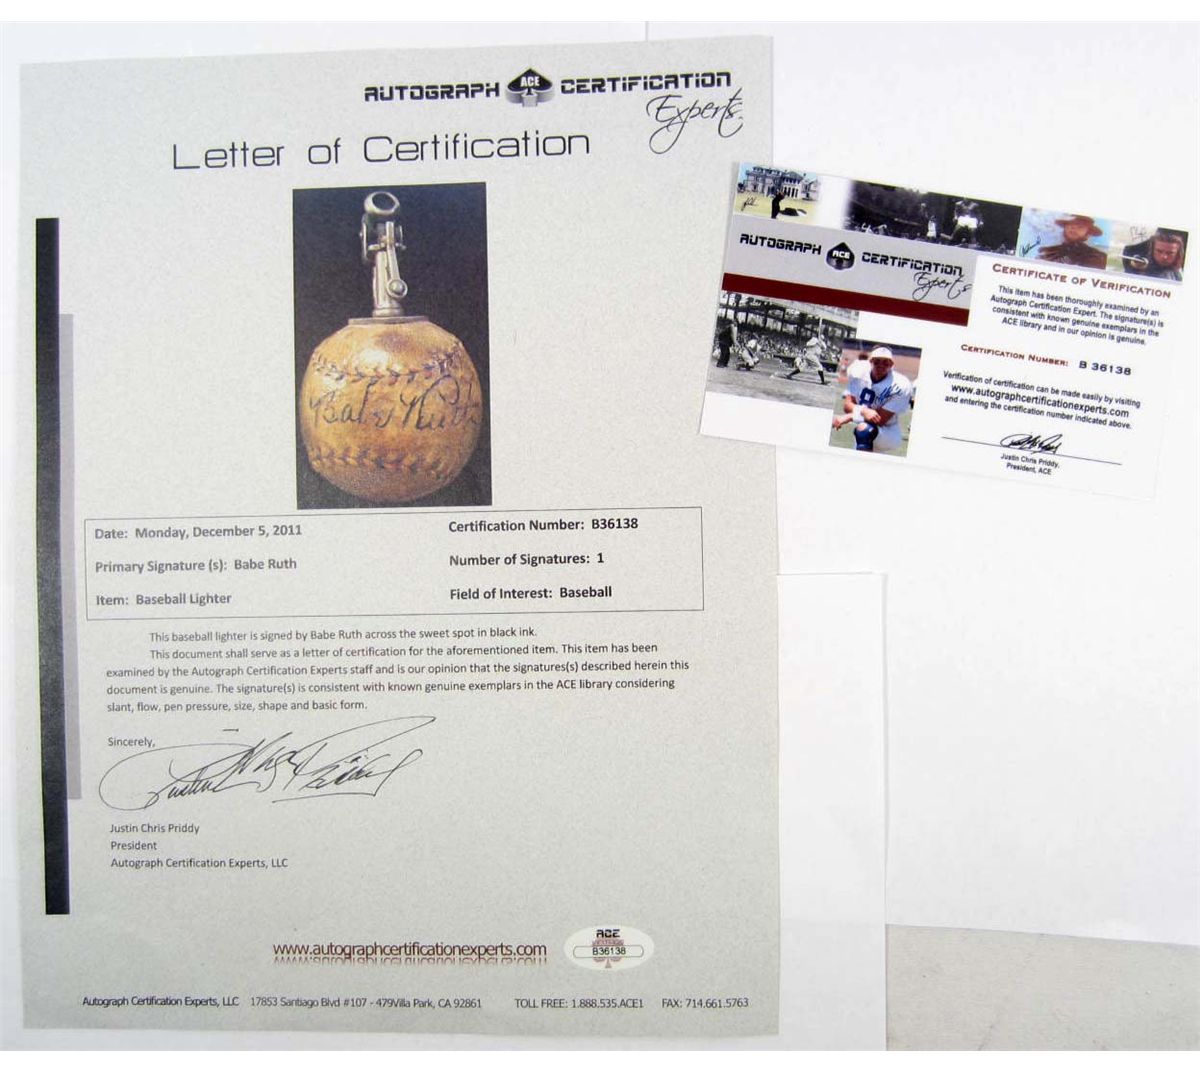 AUTOGRAPH ACE CERTIFICATION
Experts
Letter of Certification
Babe Ruth
Date: Monday, December 5, 2011
Certification Number: B36138
Primary Signature (s): Babe Ruth
Number of Signatures: 1
Item: Baseball Lighter
Field of Interest: Baseball
This baseball lighter is signed by Babe Ruth across the sweet spot in black ink.
This document shall serve as a letter of certification for the aforementioned item. This item has been
examined by the Autograph Certification Experts staff and is our opinion that the signatures(s) described herein this
document is genuine. The signature(s) is consistent with known genuine exemplars in the ACE library considering
slant, flow, pen pressure, size, shape and basic form.
Sincerely,
Justin Chris Priddy
President
Autograph Certification Experts, LLC
www.autographcertificationexperts.com
ACE
B36138
Autograph Certification Experts, LLC 17853 Santiago Blvd #107 - 479Villa Park, CA 92861 TOLL FREE: 1.888.535.ACE1 FAX: 714.661.5763
AUTOGRAPH ACE CERTIFICATION
Experts
CERTIFICATE OF VERIFICATION
This item has been thoroughly examined by an
Autograph Certification Expert. The signature(s) is
consistent with known genuine exemplars in the
ACE library and in our opinion is genuine.
CERTIFICATION NUMBER: B 36138
Verification of certification can be made easily by visiting
www.autographcertificationexperts.com
and entering the certification number indicated above.
Justin Chris Priddy,
President, ACE